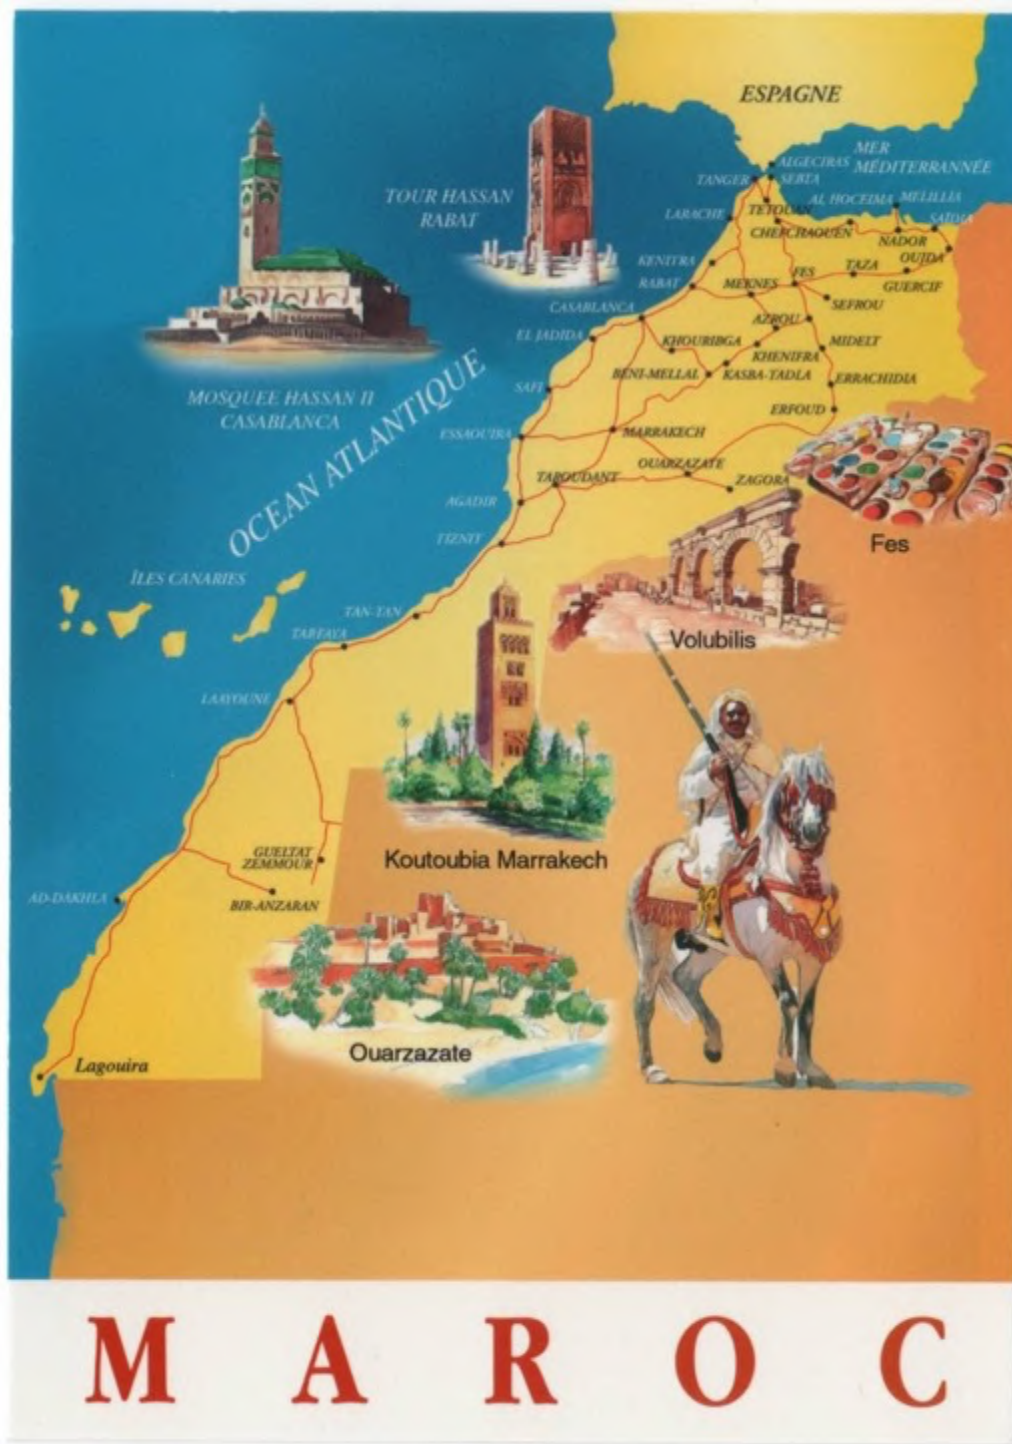 ESPAGNE
MER
MÉDITERRANNÉE
ALGECIRAS
SEBTA
TANGER
TETOUAN
AL HOCEIMA
MELILLIA
SAÏDIA
LARACHE
CHEFCHAOUEN
NADOR
OUJDA
TOUR HASSAN
RABAT
KENITRA
RABAT
MEKNES
FES
TAZA
GUERCIF
SEFROU
CASABLANCA
AZROU
EL JADIDA
KHOURIBGA
KHENIFRA
MIDELT
BENI-MELLAL
KASBA-TADLA
ERRACHIDIA
SAFI
MOSQUEE HASSAN II
CASABLANCA
ERFOUD
ESSAOUIRA
MARRAKECH
OCEAN ATLANTIQUE
OUARZAZATE
TAROUDANT
ZAGORA
AGADIR
TIZNIT
Fes
ÎLES CANARIES
TAN-TAN
TARFAYA
Volubilis
LAAYOUNE
GUELTAT
ZEMMOUR
Koutoubia Marrakech
AD-DAKHLA
BIR-ANZARAN
Ouarzazate
Lagouira
MAROC